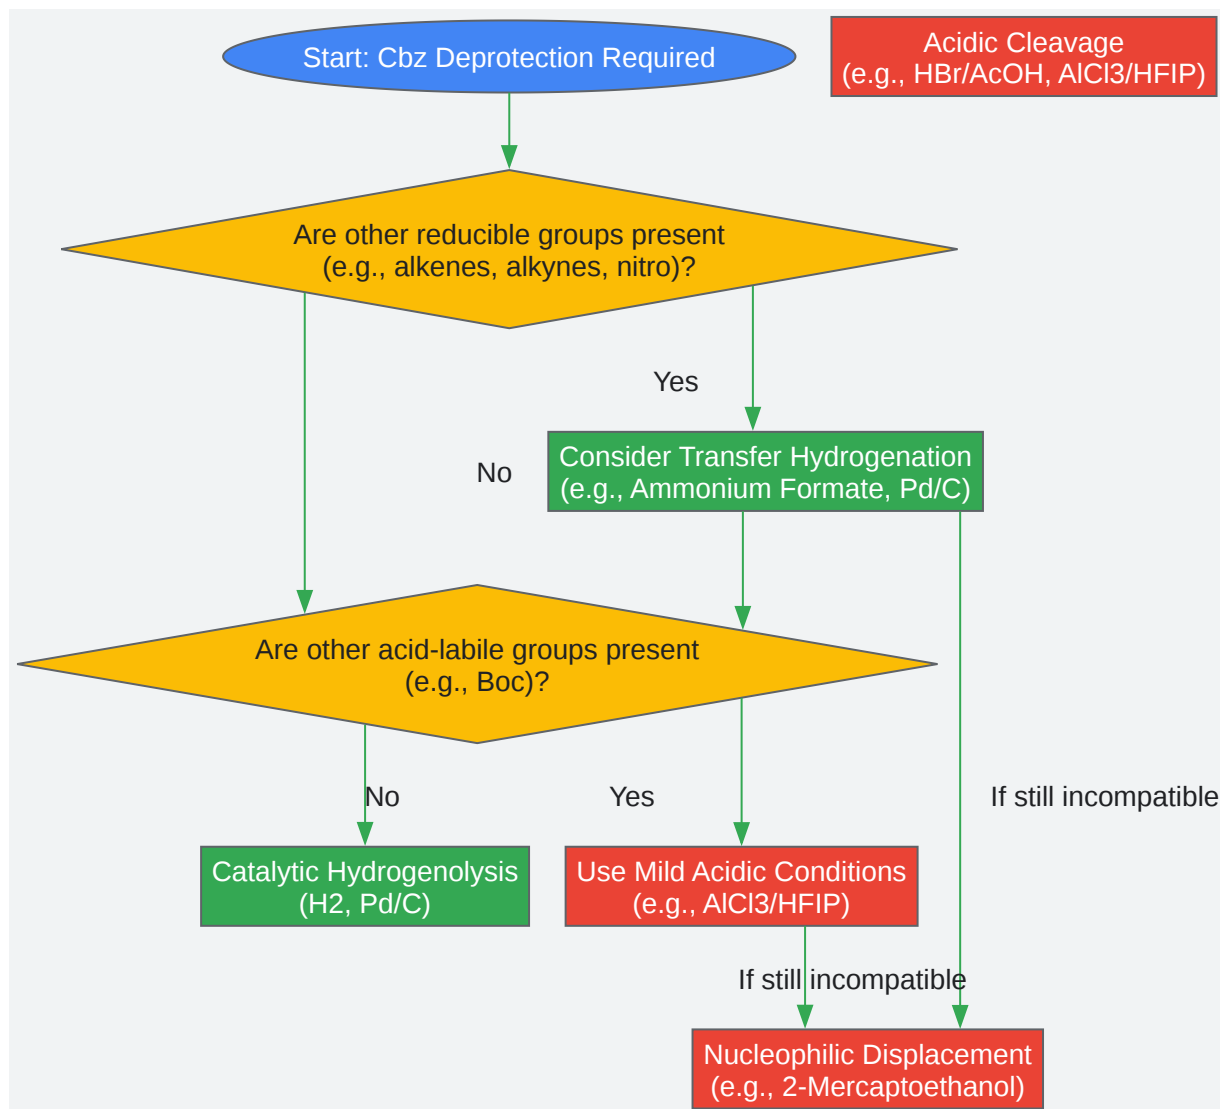 Start: Cbz Deprotection Required
Acidic Cleavage
(e.g., HBr/AcOH, AlCl3/HFIP)
Are other reducible groups present
(e.g., alkenes, alkynes, nitro)?
Yes
No
Consider Transfer Hydrogenation
(e.g., Ammonium Formate, Pd/C)
Are other acid-labile groups present
(e.g., Boc)?
No
Yes
If still incompatible
Catalytic Hydrogenolysis
(H2, Pd/C)
Use Mild Acidic Conditions
(e.g., AlCl3/HFIP)
If still incompatible
Nucleophilic Displacement
(e.g., 2-Mercaptoethanol)